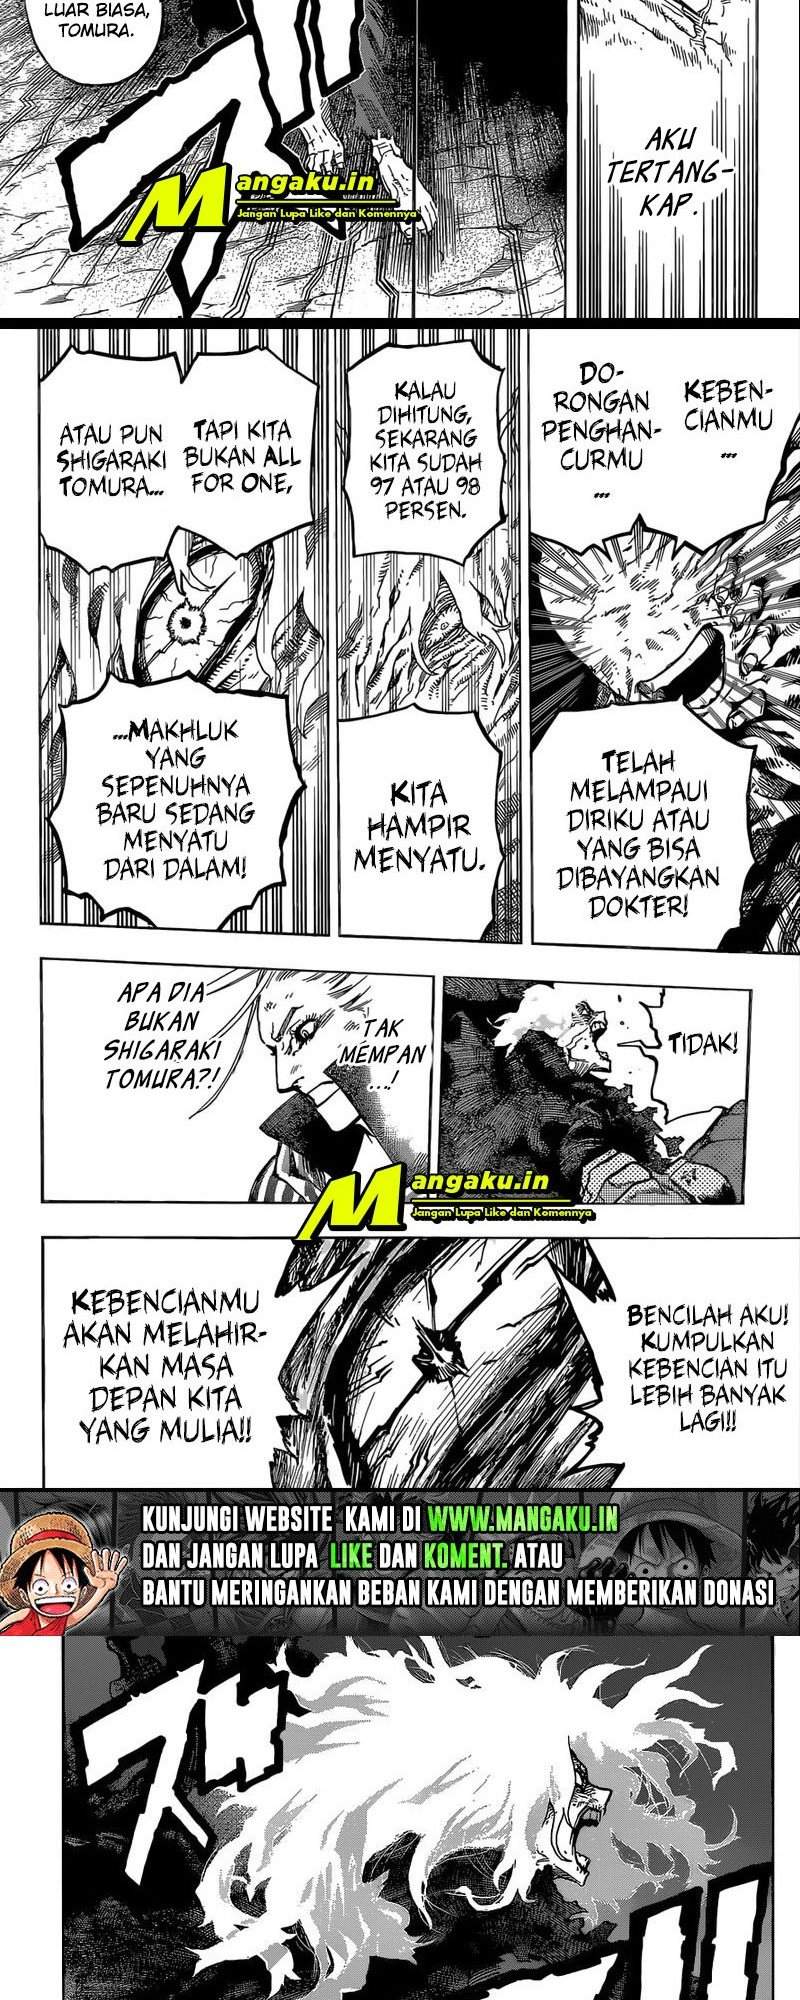 LUAR BIASA,
TOMURA.
AKU
TERTANG-
KAP.
Mangaku.in
Jangan Lupa Like dan Komennya
KEBEN-
CIANMU
...
DO-
RONGAN
PENGHAN-
CURMU
...
TELAH
MELAMPAUI
DIRIKU ATAU
YANG BISA
DIBAYANGKAN
DOKTER!
KALAU
DIHITUNG,
SEKARANG
KITA SUDAH
97 ATAU 98
PERSEN.
KITA
HAMPIR
MENYATU.
TAPI KITA
BUKAN ALL
FOR ONE,
ATAU PUN
SHIGARAKI
TOMURA...
...MAKHLUK
YANG
SEPENUHNYA
BARU SEDANG
MENYATU
DARI DALAM!
TIDAK!
TAK
MEMPAN
...!
APA DIA
BUKAN
SHIGARAKI
TOMURA?!
Mangaku.in
Jangan Lupa Like dan Komennya
BENCILAH AKU!
KUMPULKAN
KEBENCIAN ITU
LEBIH BANYAK
LAGI!!
KEBENCIANMU
AKAN MELAHIR-
KAN MASA
DEPAN KITA
YANG MULIA!!
KUNJUNGI WEBSITE KAMI DI WWW.MANGAKU.IN
DAN JANGAN LUPA LIKE DAN KOMENT. ATAU
BANTU MERINGANKAN BEBAN KAMI DENGAN MEMBERIKAN DONASI